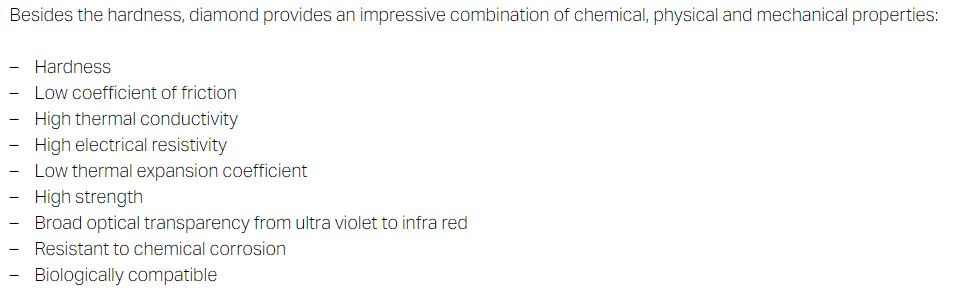 Besides the hardness, diamond provides an impressive combination of chemical, physical and mechanical properties:
– Hardness
– Low coefficient of friction
– High thermal conductivity
– High electrical resistivity
– Low thermal expansion coefficient
– High strength
– Broad optical transparency from ultra violet to infra red
– Resistant to chemical corrosion
– Biologically compatible